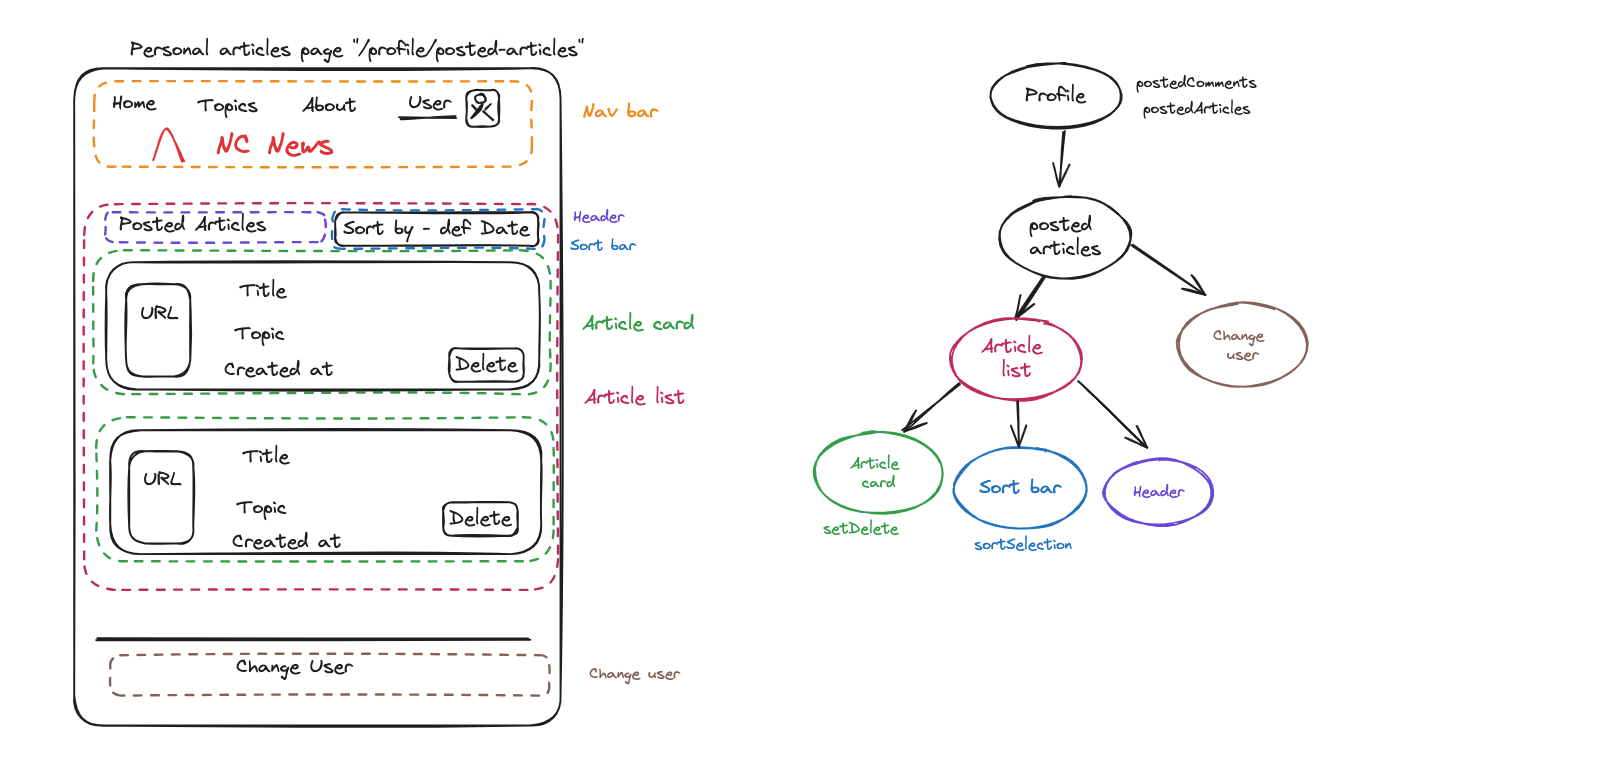 Personal articles page "/profile/posted-articles"
Home Topics About User
NC News
Nav bar
Posted Articles
Sort by - def Date
Header
Sort bar
URL
Title
Topic
Created at
Delete
Article card
Article list
URL
Title
Topic
Created at
Delete
Change User
Change user
Profile
postedComments
postedArticles
posted
articles
Article
list
Change
user
Article
card
setDelete
Sort bar
sortSelection
Header